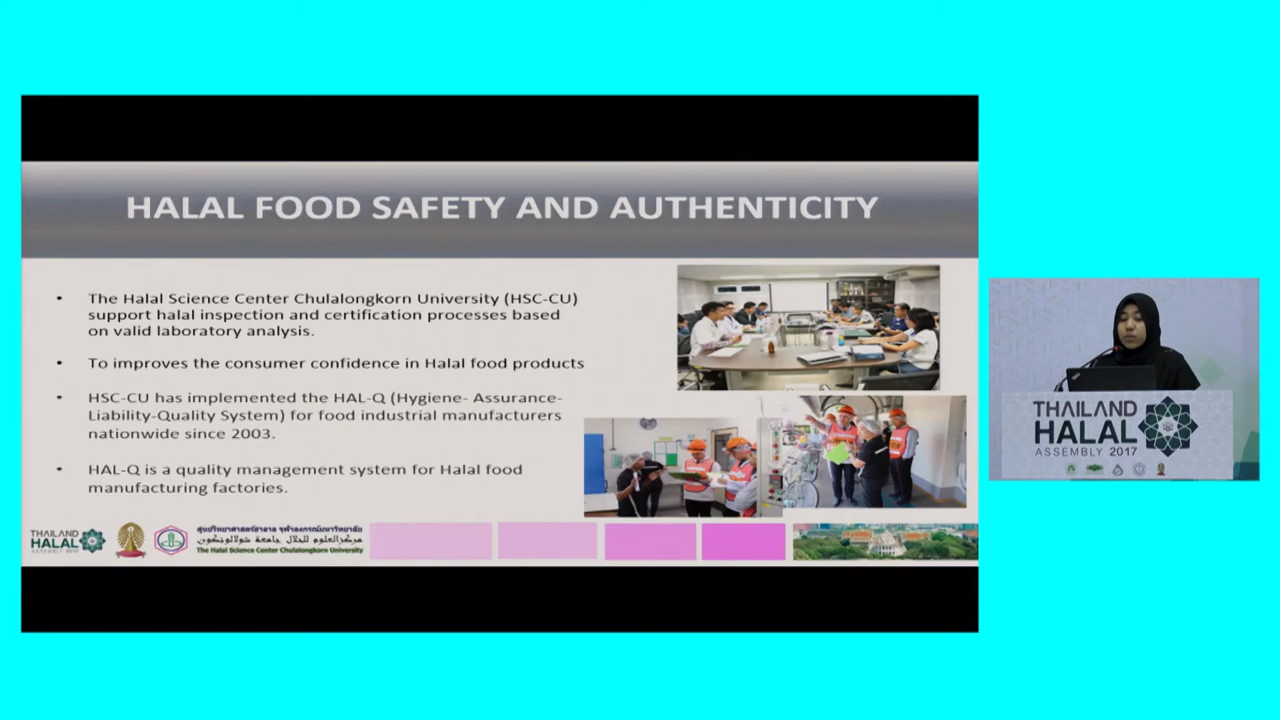 HALAL FOOD SAFETY AND AUTHENTICITY
• The Halal Science Center Chulalongkorn University (HSC-CU)
support halal inspection and certification processes based
on valid laboratory analysis.
• To improves the consumer confidence in Halal food products
• HSC-CU has implemented the HAL-Q (Hygiene- Assurance-
Liability-Quality System) for food industrial manufacturers
nationwide since 2003.
• HAL-Q is a quality management system for Halal food
manufacturing factories.
THAILAND
HALAL
ASSEMBLY 2017
ศูนย์วิทยาศาสตร์ฮาลาล จุฬาลงกรณ์มหาวิทยาลัย
مركز العلوم للحلال جامعة شولالونكورن
The Halal Science Center Chulalongkorn University
THAILAND
HALAL
ASSEMBLY 2017